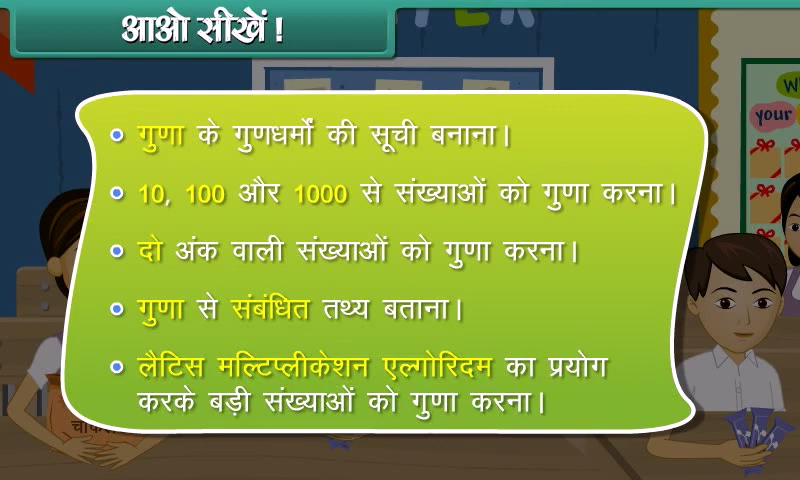 आओ सीखें!
गुणा के गुणधर्मों की सूची बनाना।
10, 100 और 1000 से संख्याओं को गुणा करना।
दो अंक वाली संख्याओं को गुणा करना।
गुणा से संबंधित तथ्य बताना।
लैटिस मल्टिप्लीकेशन एल्गोरिदम का प्रयोग
करके बड़ी संख्याओं को गुणा करना।
your